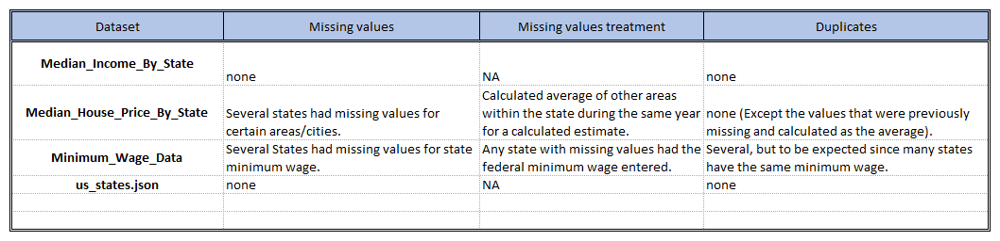 Dataset Missing values Missing values treatment Duplicates
Median_Income_By_State none NA none
Median_House_Price_By_State
Several states had missing values for
certain areas/cities.
Calculated average of other areas
within the state during the same year
for a calculated estimate.
none (Except the values that were previously
missing and calculated as the average).
Minimum_Wage_Data
Several States had missing values for state
minimum wage.
Any state with missing values had the
federal minimum wage entered.
Several, but to be expected since many states
have the same minimum wage.
us_states.json none NA none